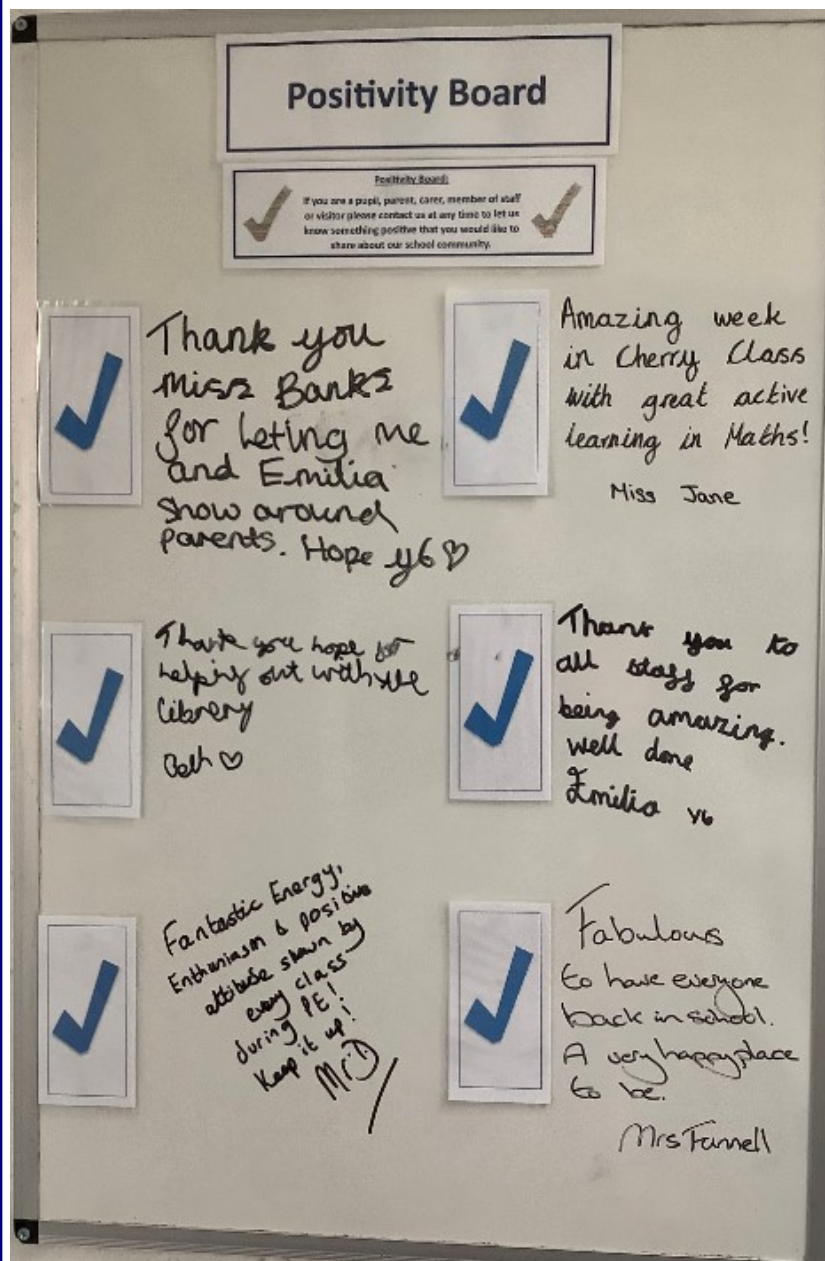 Positivity Board
Positivity Board:
If you are a pupil, parent, carer, member of staff
or visitor please contact us at any time to let us
know something positive that you would like to
share about our school community.
Thank you
Miss Banks
for leting me
and Emilia
show around
parents. Hope y6 ♡
Amazing week
in Cherry Class
with great active
learning in Maths!
Miss Jane
Thank you hope for
helping out with the
librery
Beth ♡
Thank you to
all staff for
being amazing.
well done
Emilia Y6
Fantastic Energy,
Enthusiasm & positive
attitude shown by
every class
during PE!
Keep it up!
Mr D
Fabulous
to have everyone
back in school.
A very happy place
to be.
Mrs Farnell